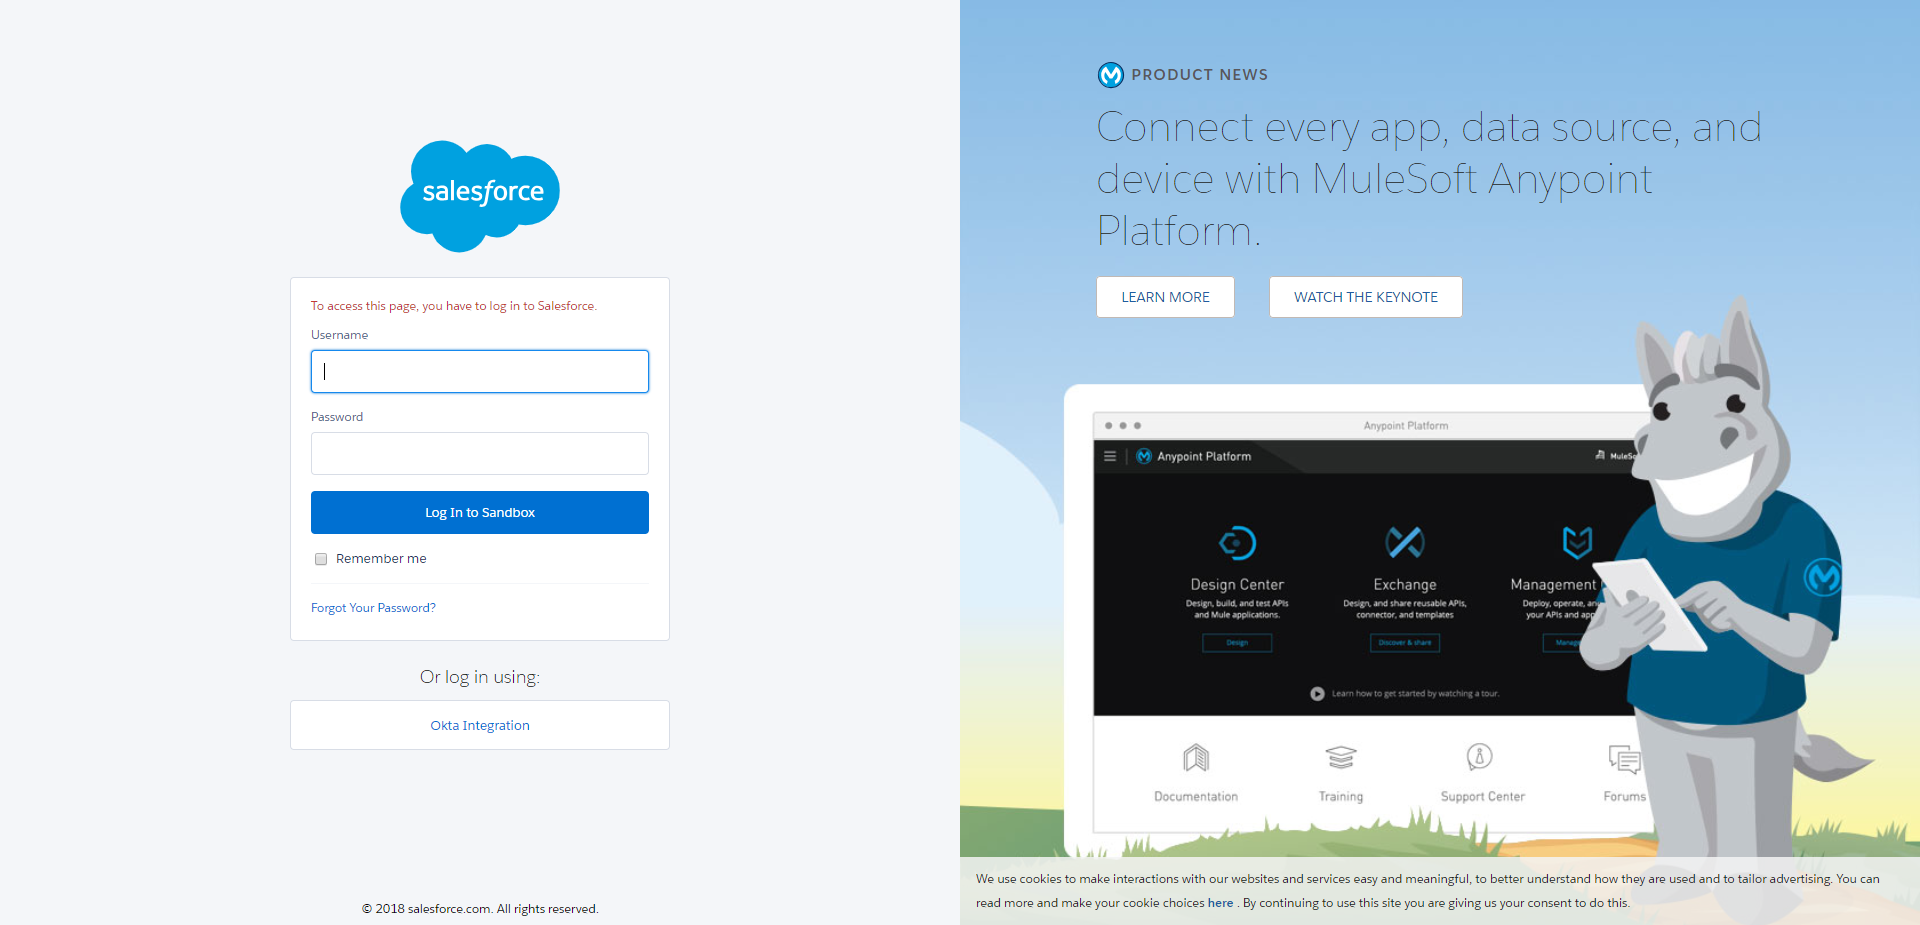 salesforce
To access this page, you have to log in to Salesforce.
Username
Password
Log In to Sandbox
Remember me
Forgot Your Password?
Or log in using:
Okta Integration
© 2018 salesforce.com. All rights reserved.
PRODUCT NEWS
Connect every app, data source, and
device with MuleSoft Anypoint
Platform.
LEARN MORE
WATCH THE KEYNOTE
Anypoint Platform
Anypoint Platform
Design Center
Design, build, and test APIs
and Mule applications.
Design
Exchange
Design, and share reusable APIs,
connector, and templates
Discover & share
Management
Deploy, operate,
your APIs and
Learn how to get started by watching a tour.
Documentation
Training
Support Center
Forums
We use cookies to make interactions with our websites and services easy and meaningful, to better understand how they are used and to tailor advertising. You can
read more and make your cookie choices here . By continuing to use this site you are giving us your consent to do this.